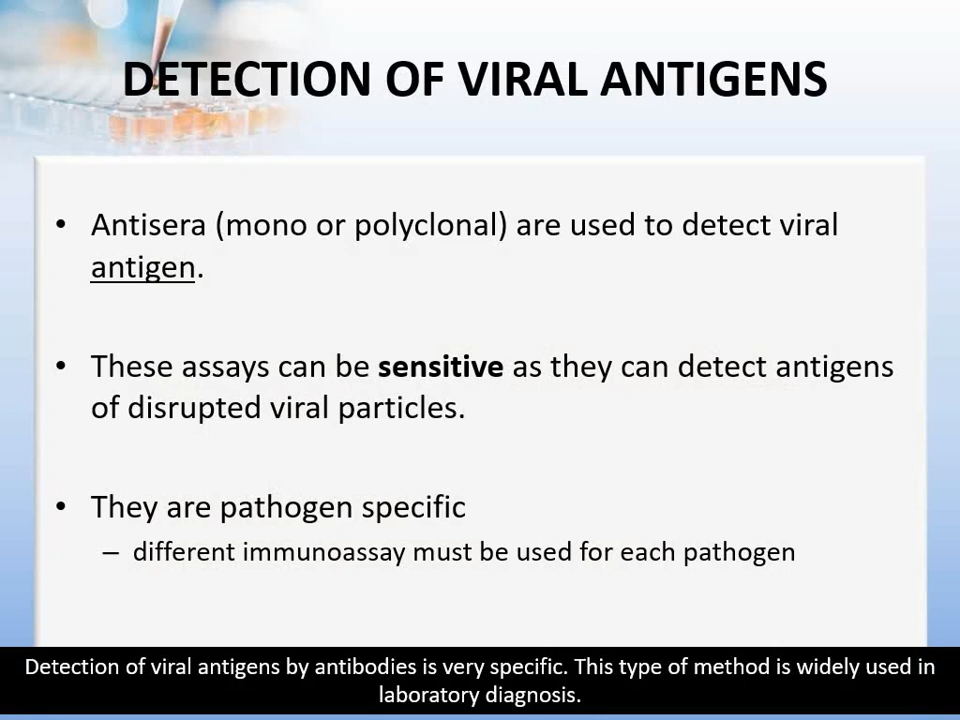 DETECTION OF VIRAL ANTIGENS
• Antisera (mono or polyclonal) are used to detect viral
antigen.
• These assays can be sensitive as they can detect antigens
of disrupted viral particles.
• They are pathogen specific
– different immunoassay must be used for each pathogen
Detection of viral antigens by antibodies is very specific. This type of method is widely used in
laboratory diagnosis.